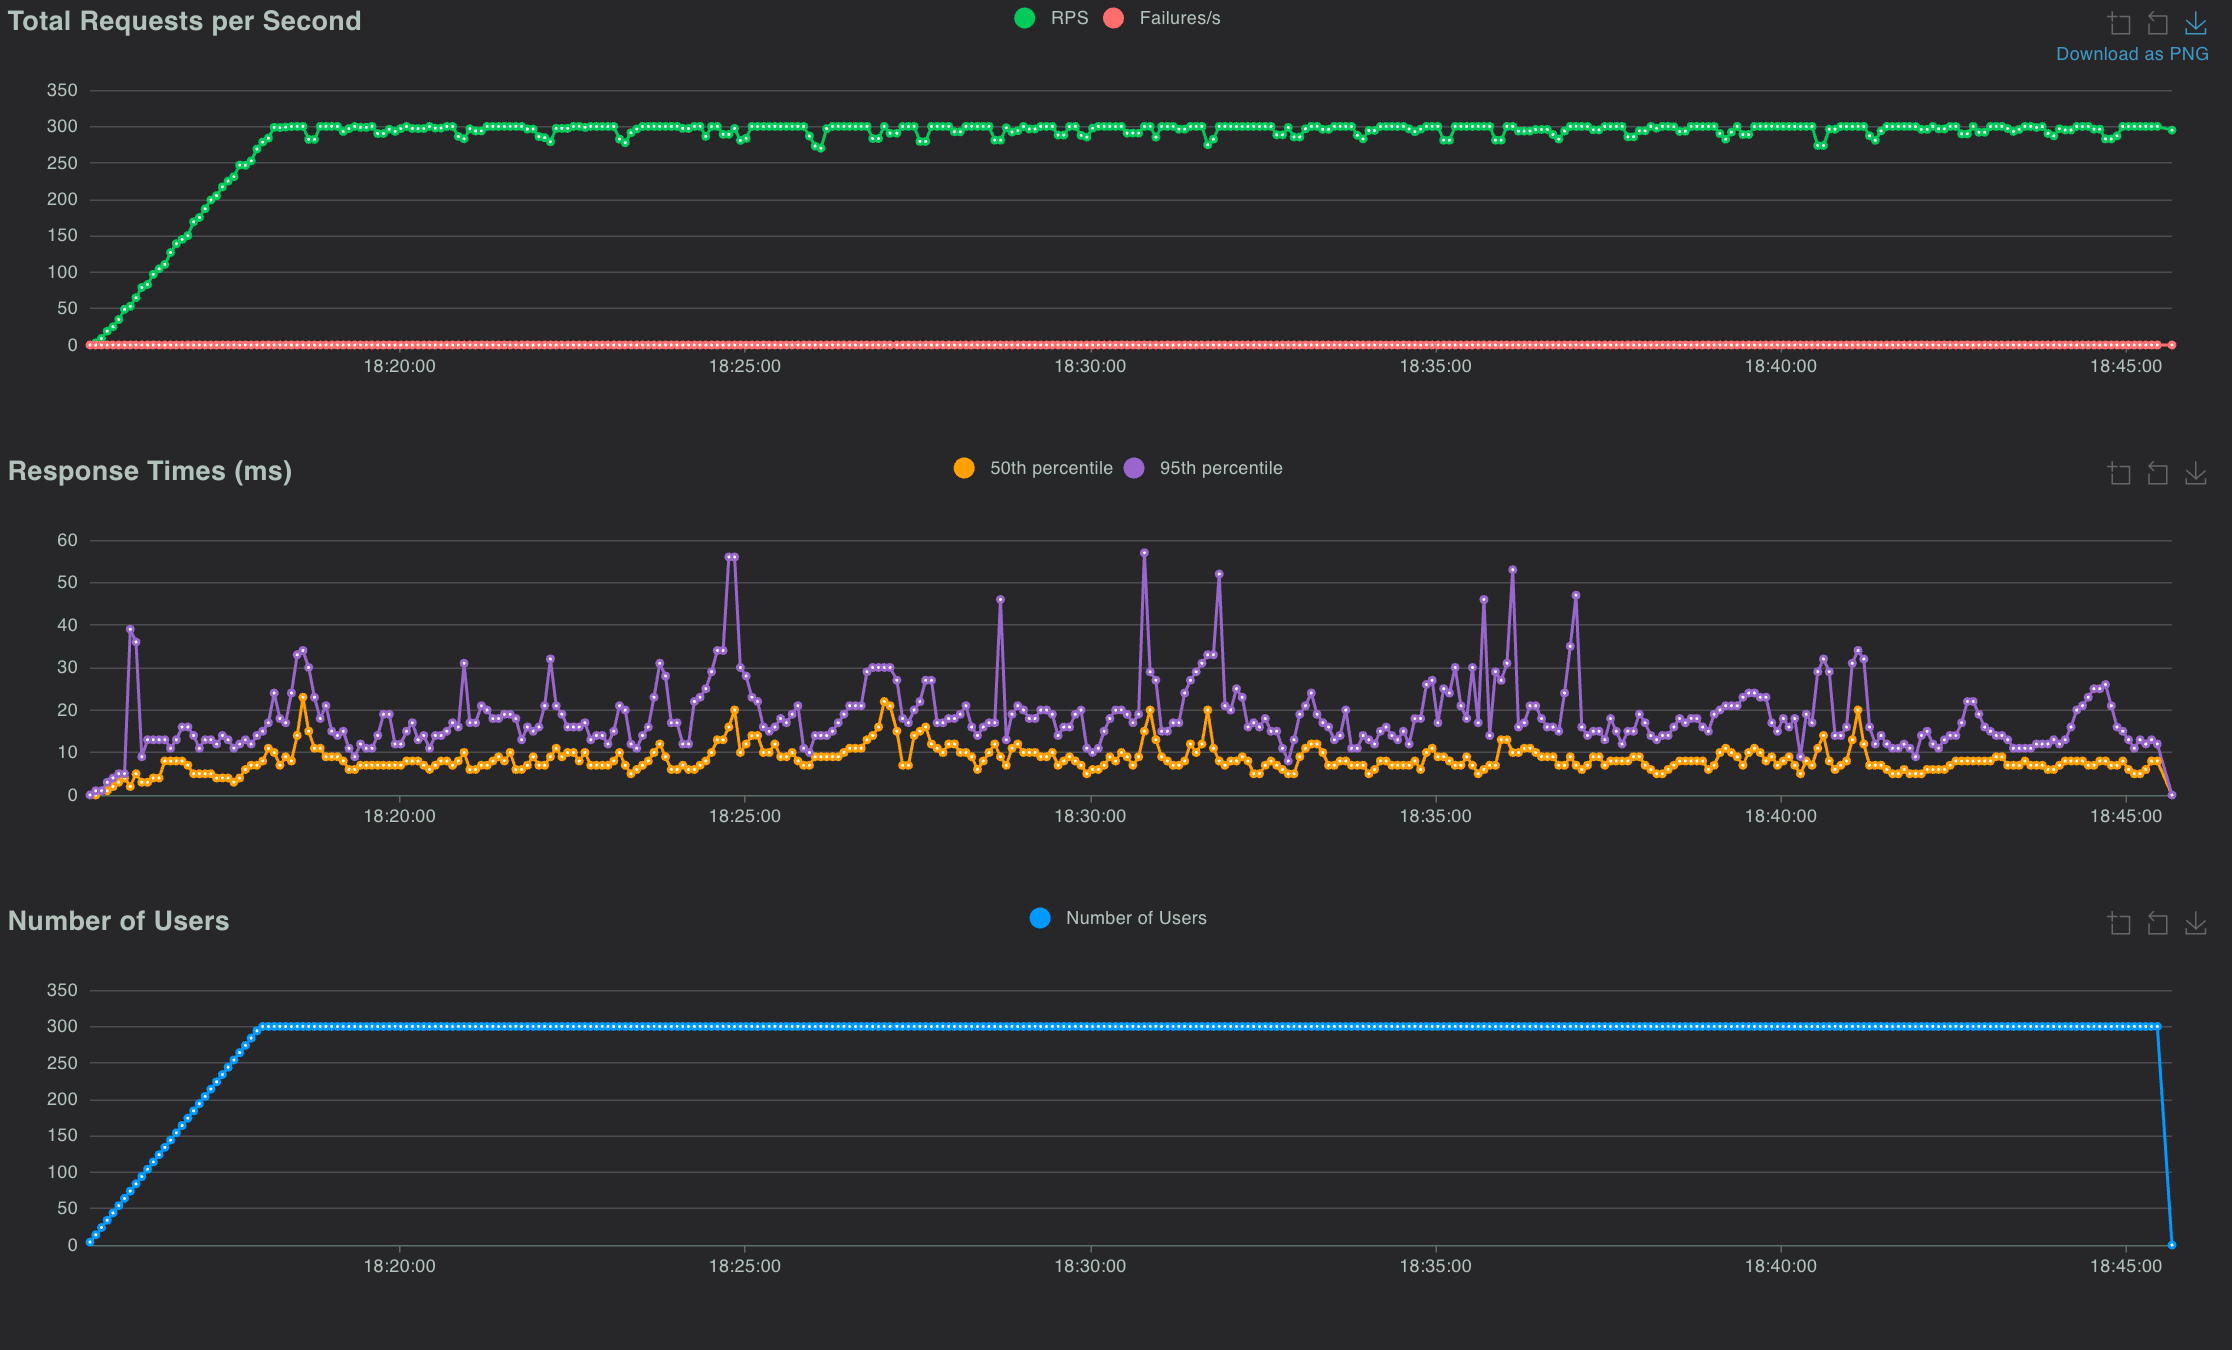 Total Requests per Second
RPS Failures/s
Download as PNG
350
300
250
200
150
100
50
0
18:20:00 18:25:00 18:30:00 18:35:00 18:40:00 18:45:00
Response Times (ms)
50th percentile 95th percentile
60
50
40
30
20
10
0
18:20:00 18:25:00 18:30:00 18:35:00 18:40:00 18:45:00
Number of Users
Number of Users
350
300
250
200
150
100
50
0
18:20:00 18:25:00 18:30:00 18:35:00 18:40:00 18:45:00